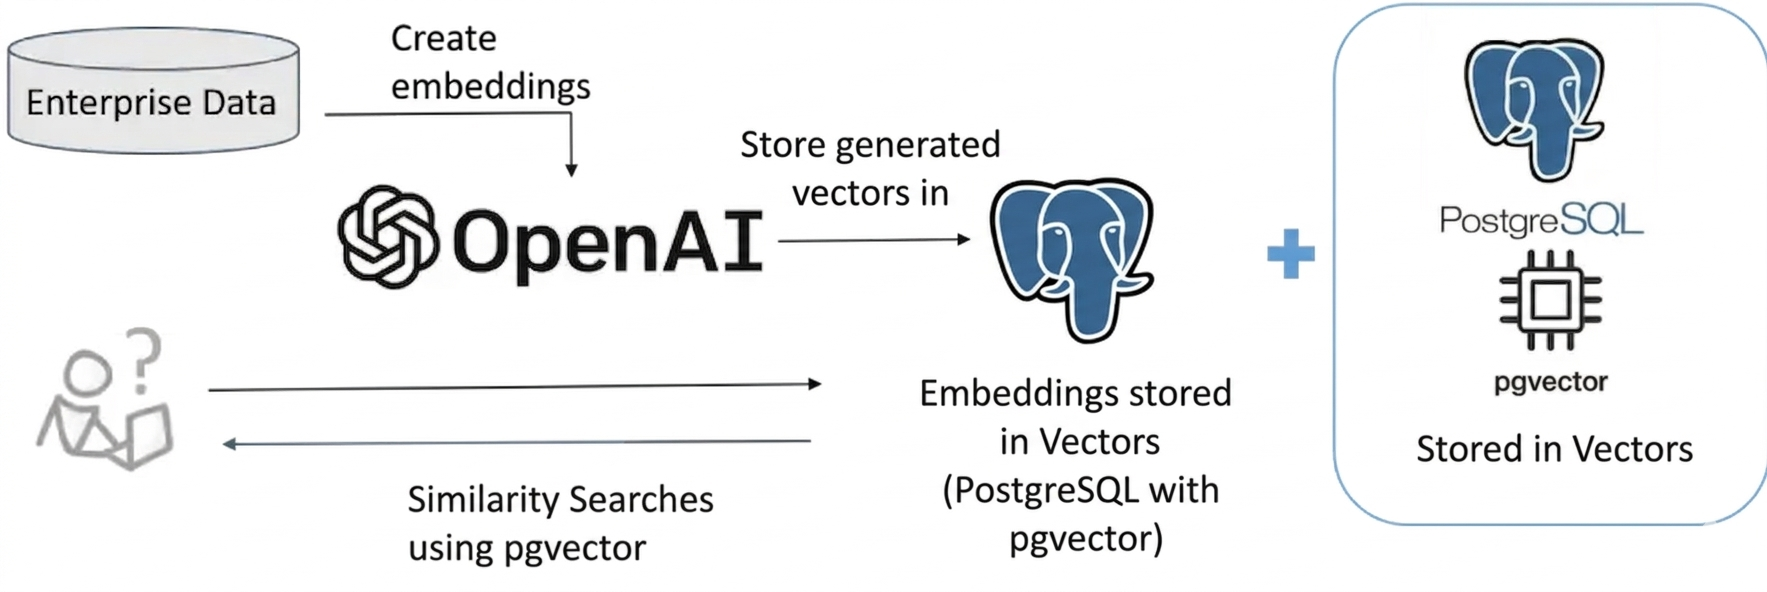 Enterprise Data
Create
embeddings
OpenAI
Store generated
vectors in
Embeddings stored
in Vectors
(PostgreSQL with
pgvector)
Similarity Searches
using pgvector
PostgreSQL
pgvector
Stored in Vectors
?